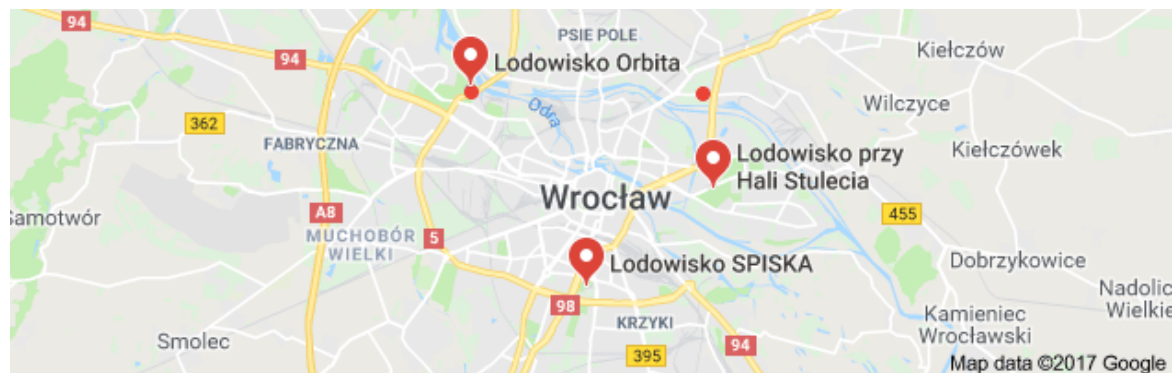 94
PSIE POLE
Kiełczów
94
Lodowisko Orbita
Wilczyce
Odra
362
FABRYCZNA
Lodowisko przy
Hali Stulecia
Kiełczówek
Wrocław
Samotwór
A8
455
MUCHOBÓR
WIELKI
5
Lodowisko SPISKA
Dobrzykowice
Nadolic
Wielkie
98
KRZYKI
Kamieniec
Wrocławski
Smolec
94
395
Map data ©2017 Google